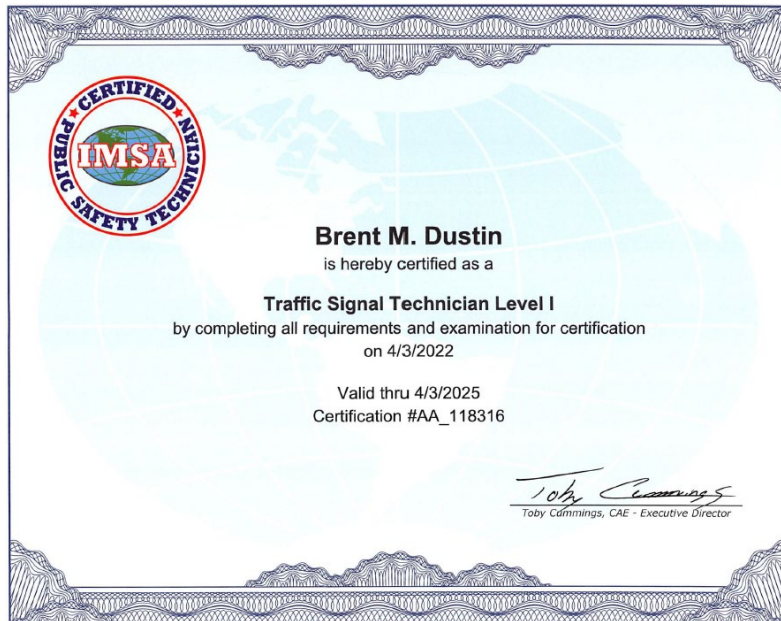 CERTIFIED
IMSA
PUBLIC SAFETY TECHNICIAN
Brent M. Dustin
is hereby certified as a
Traffic Signal Technician Level I
by completing all requirements and examination for certification
on 4/3/2022
Valid thru 4/3/2025
Certification #AA_118316
Toby Cummings
Toby Cummings, CAE - Executive Director